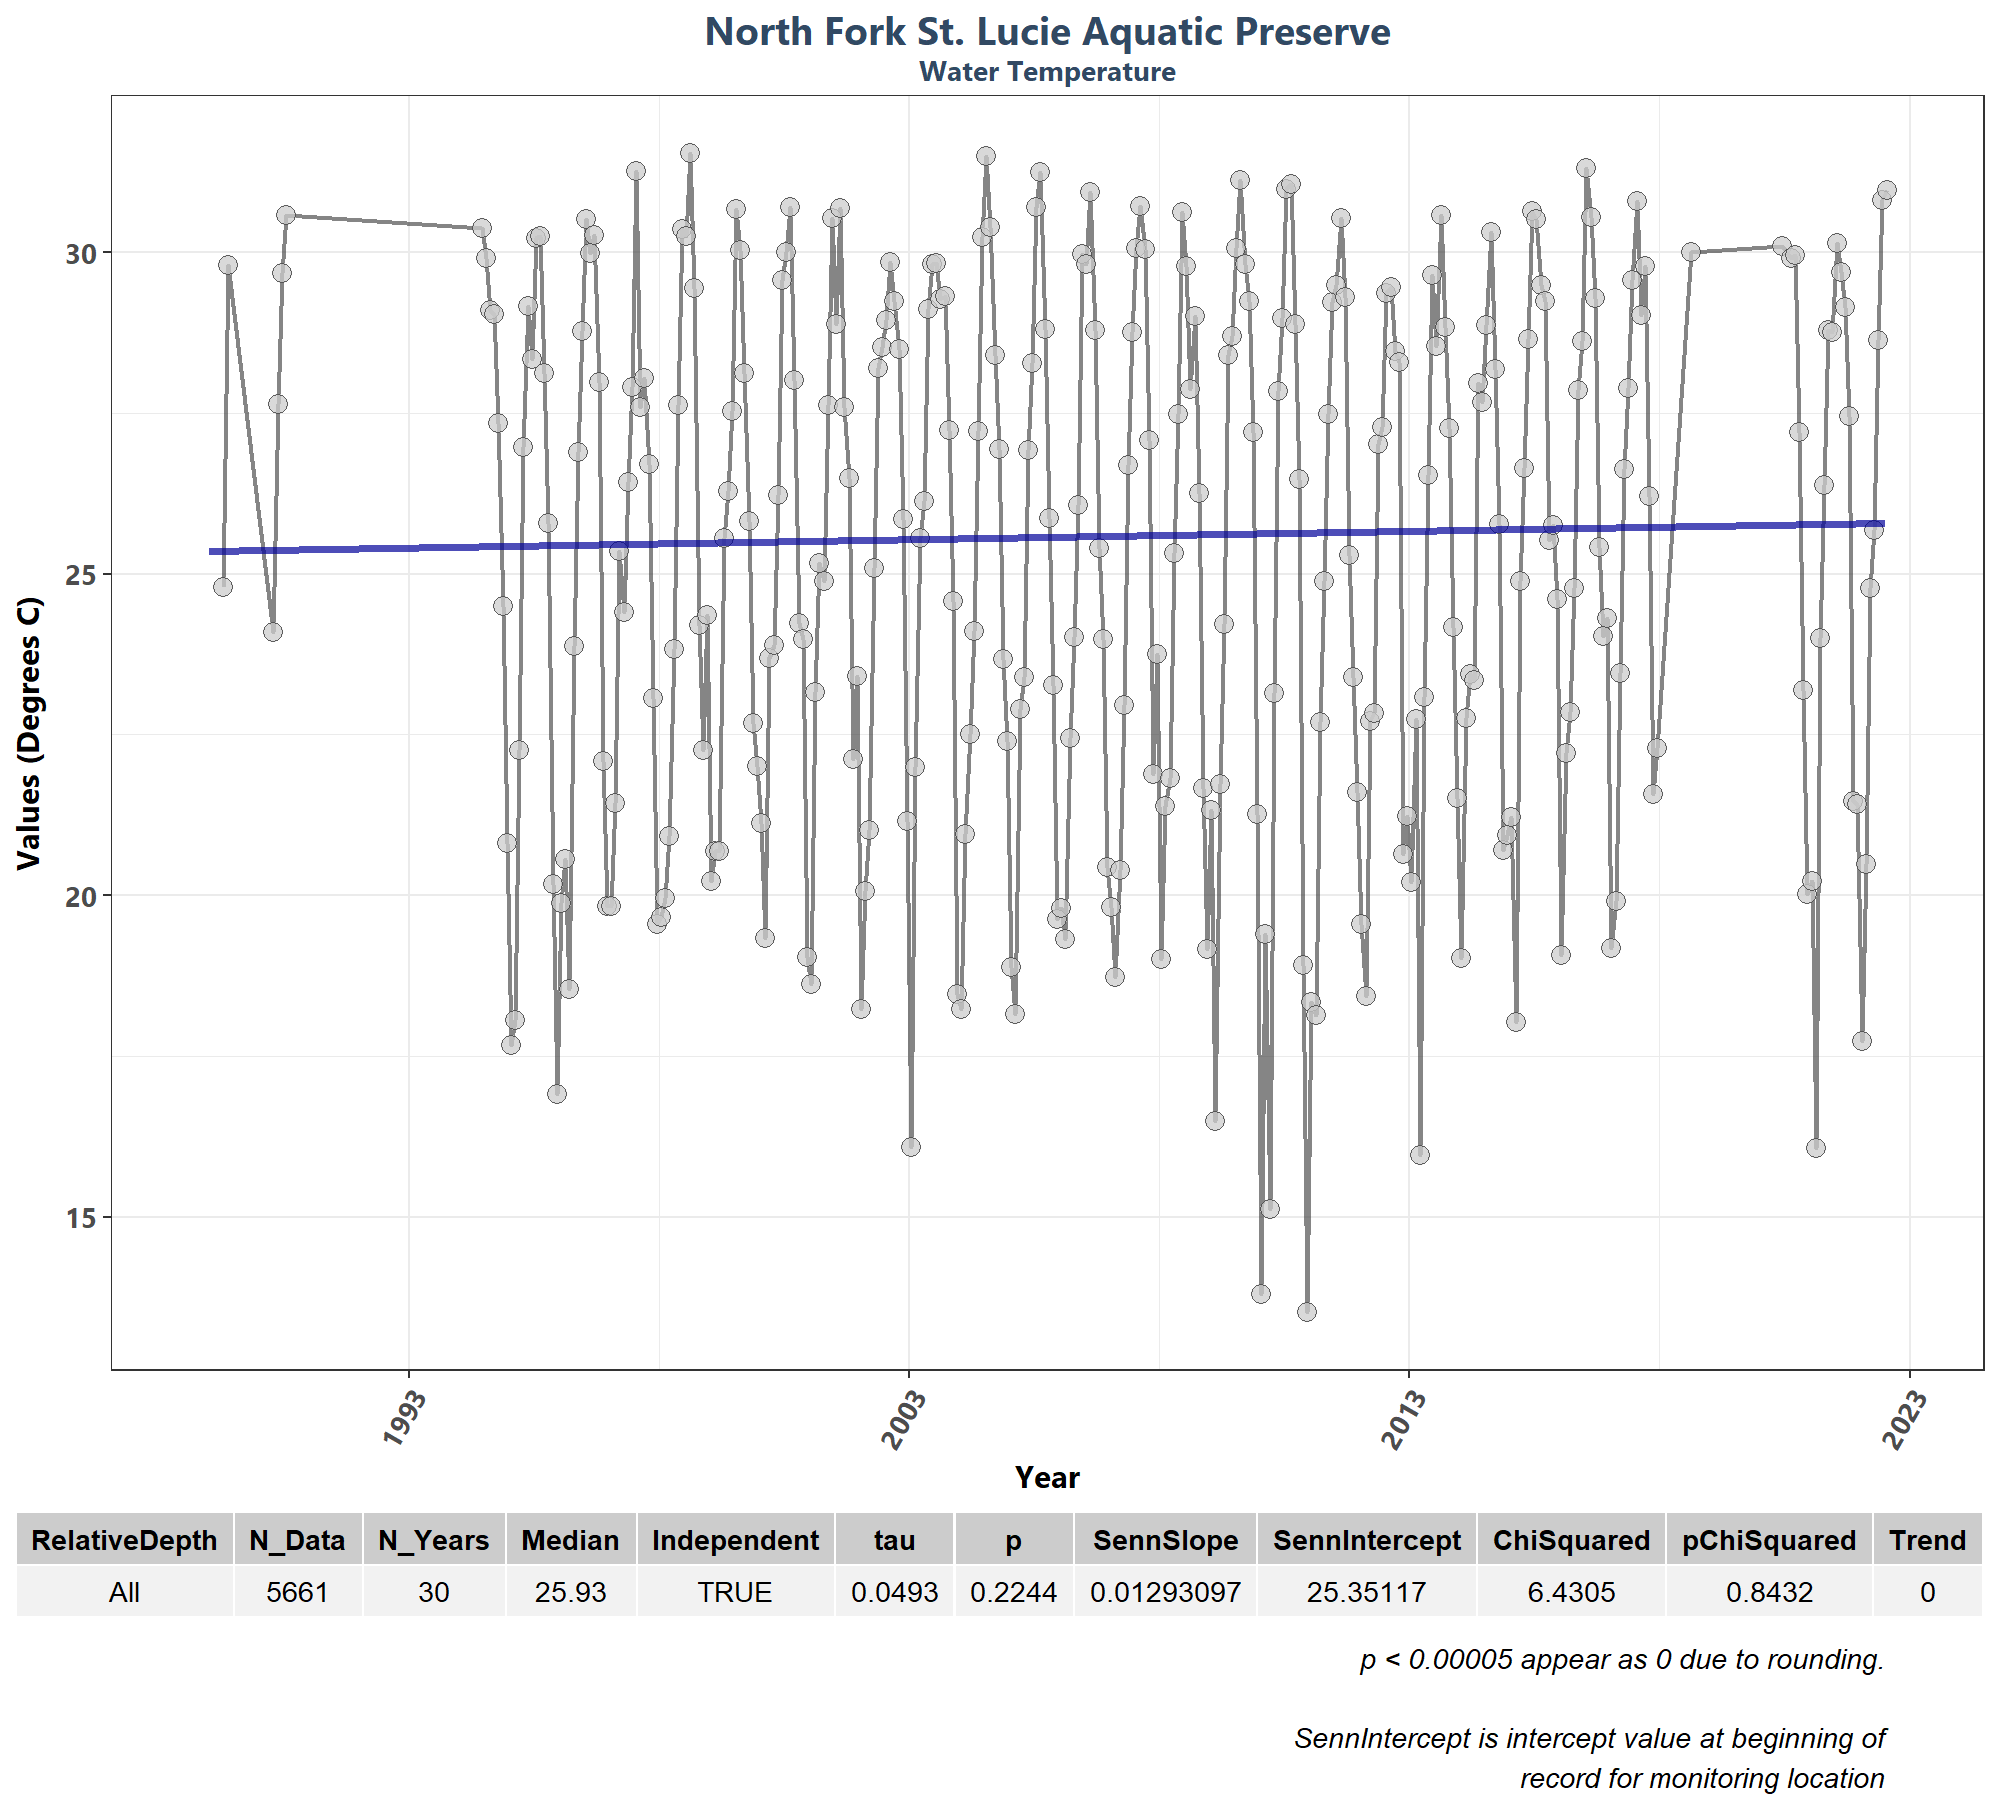 North Fork St. Lucie Aquatic Preserve
Water Temperature
Values (Degrees C)
30
25
20
15
1993
2003
2013
2023
Year
RelativeDepth N_Data N_Years Median Independent tau p SennSlope SennIntercept ChiSquared pChiSquared Trend
All 5661 30 25.93 TRUE 0.0493 0.2244 0.01293097 25.35117 6.4305 0.8432 0
p < 0.00005 appear as 0 due to rounding.
SennIntercept is intercept value at beginning of
record for monitoring location